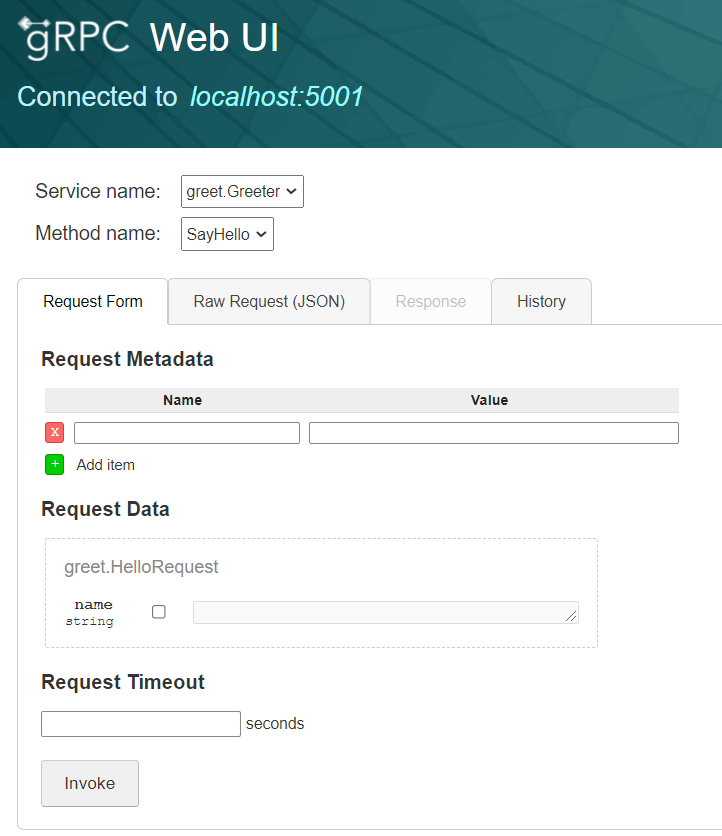 gRPC Web UI
Connected to localhost:5001
Service name: greet.Greeter
Method name: SayHello
Request Form Raw Request (JSON) Response History
Request Metadata
Name Value
X
+ Add item
Request Data
greet.HelloRequest
name
string
Request Timeout
seconds
Invoke